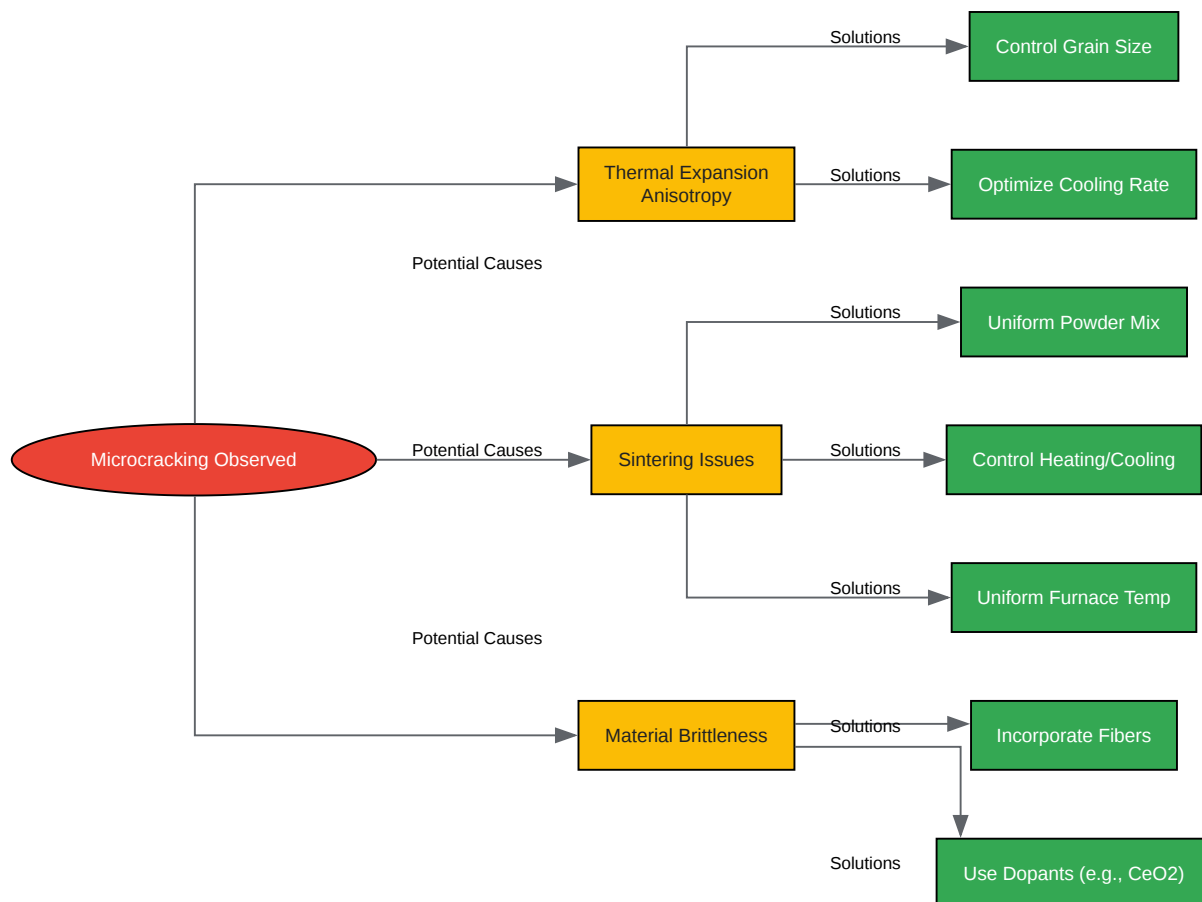 Solutions
Control Grain Size
Thermal Expansion
Anisotropy
Solutions
Optimize Cooling Rate
Potential Causes
Solutions
Uniform Powder Mix
Microcracking Observed
Potential Causes
Sintering Issues
Solutions
Control Heating/Cooling
Solutions
Uniform Furnace Temp
Potential Causes
Material Brittleness
Solutions
Incorporate Fibers
Solutions
Use Dopants (e.g., CeO2)